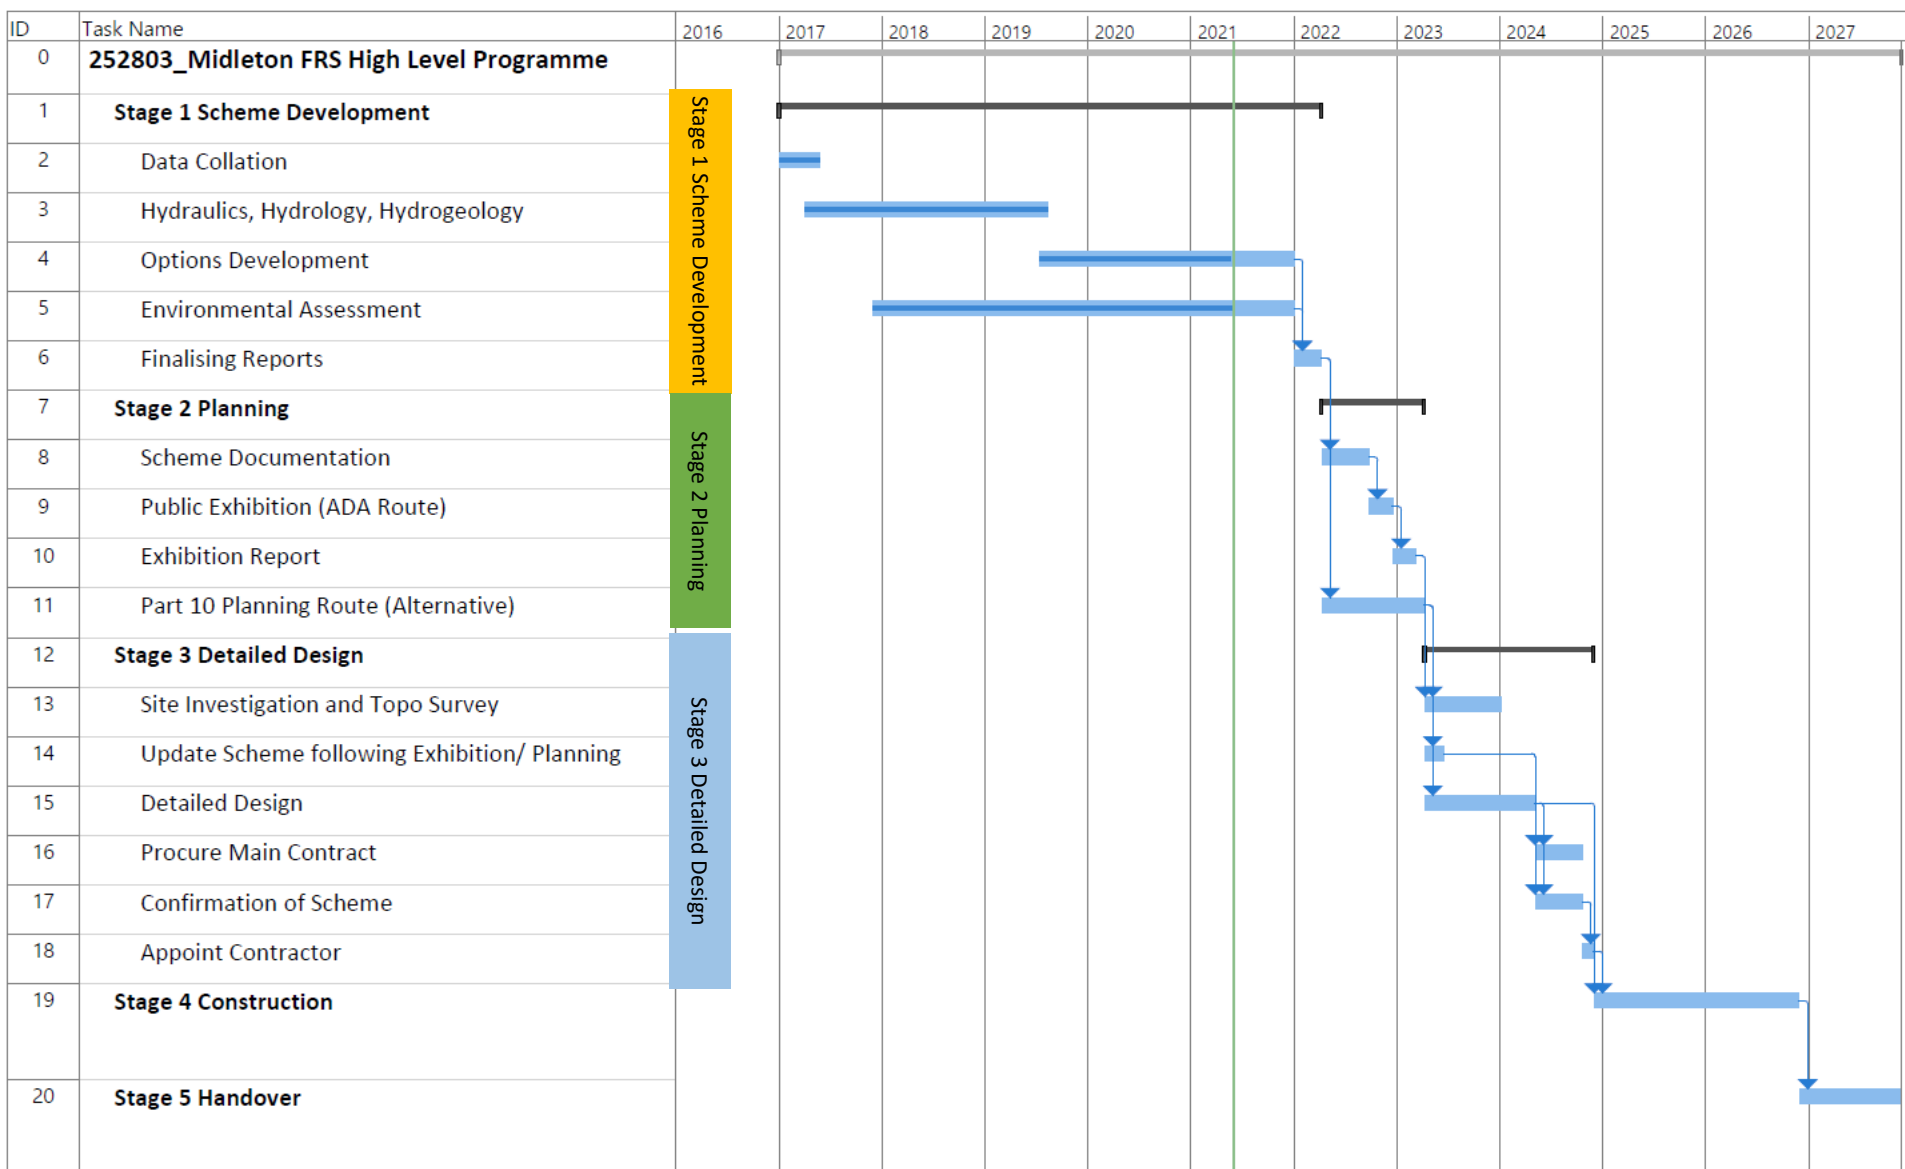 ID Task Name 2016 2017 2018 2019 2020 2021 2022 2023 2024 2025 2026 2027
0 252803_Midleton FRS High Level Programme
1 Stage 1 Scheme Development
2 Data Collation
3 Hydraulics, Hydrology, Hydrogeology
4 Options Development
5 Environmental Assessment
6 Finalising Reports
Stage 1 Scheme Development
7 Stage 2 Planning
8 Scheme Documentation
9 Public Exhibition (ADA Route)
10 Exhibition Report
11 Part 10 Planning Route (Alternative)
Stage 2 Planning
12 Stage 3 Detailed Design
13 Site Investigation and Topo Survey
14 Update Scheme following Exhibition/ Planning
15 Detailed Design
16 Procure Main Contract
17 Confirmation of Scheme
18 Appoint Contractor
Stage 3 Detailed Design
19 Stage 4 Construction
20 Stage 5 Handover